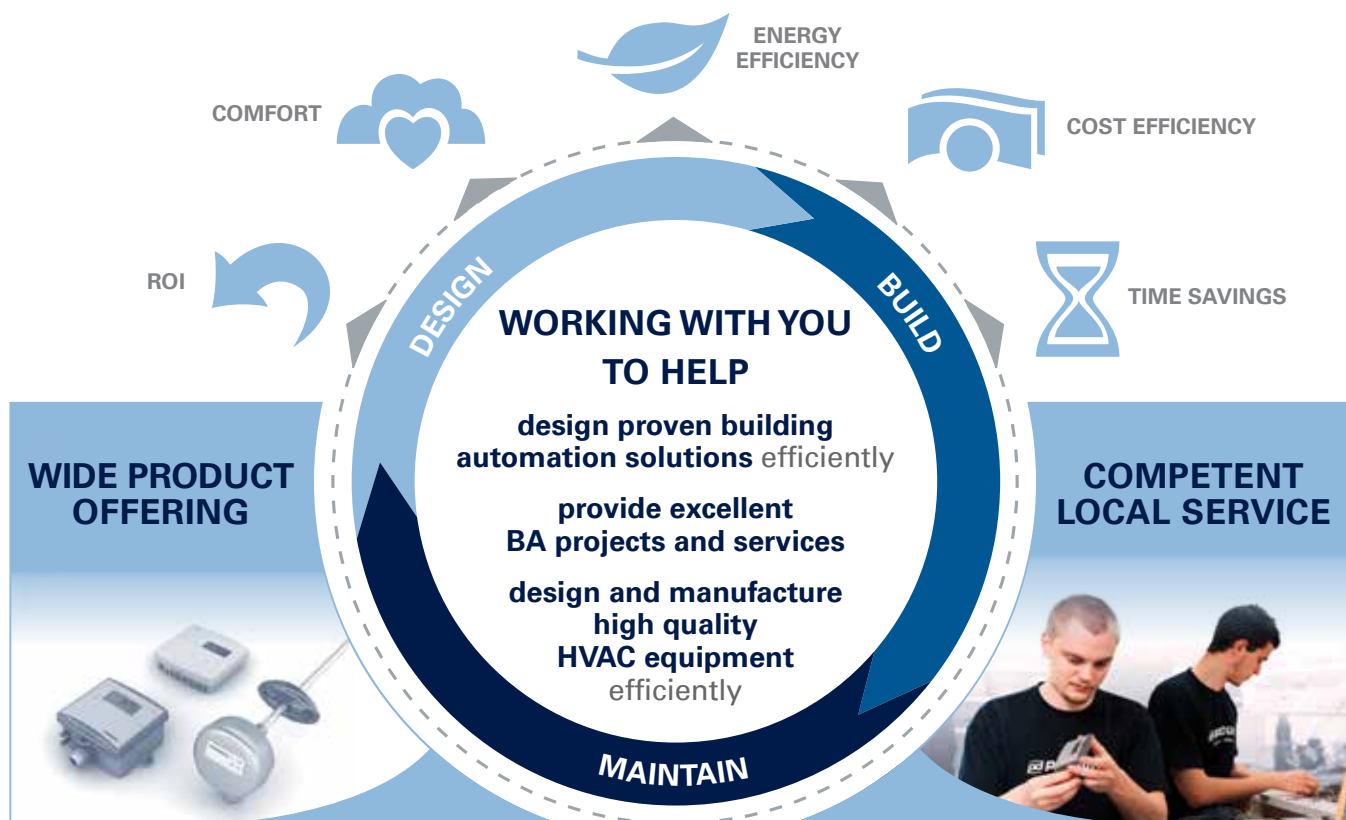 ENERGY
EFFICIENCY
COMFORT
COST EFFICIENCY
ROI
TIME SAVINGS
DESIGN
BUILD
MAINTAIN
WORKING WITH YOU
TO HELP
design proven building
automation solutions efficiently
provide excellent
BA projects and services
design and manufacture
high quality
HVAC equipment
efficiently
WIDE PRODUCT
OFFERING
COMPETENT
LOCAL SERVICE